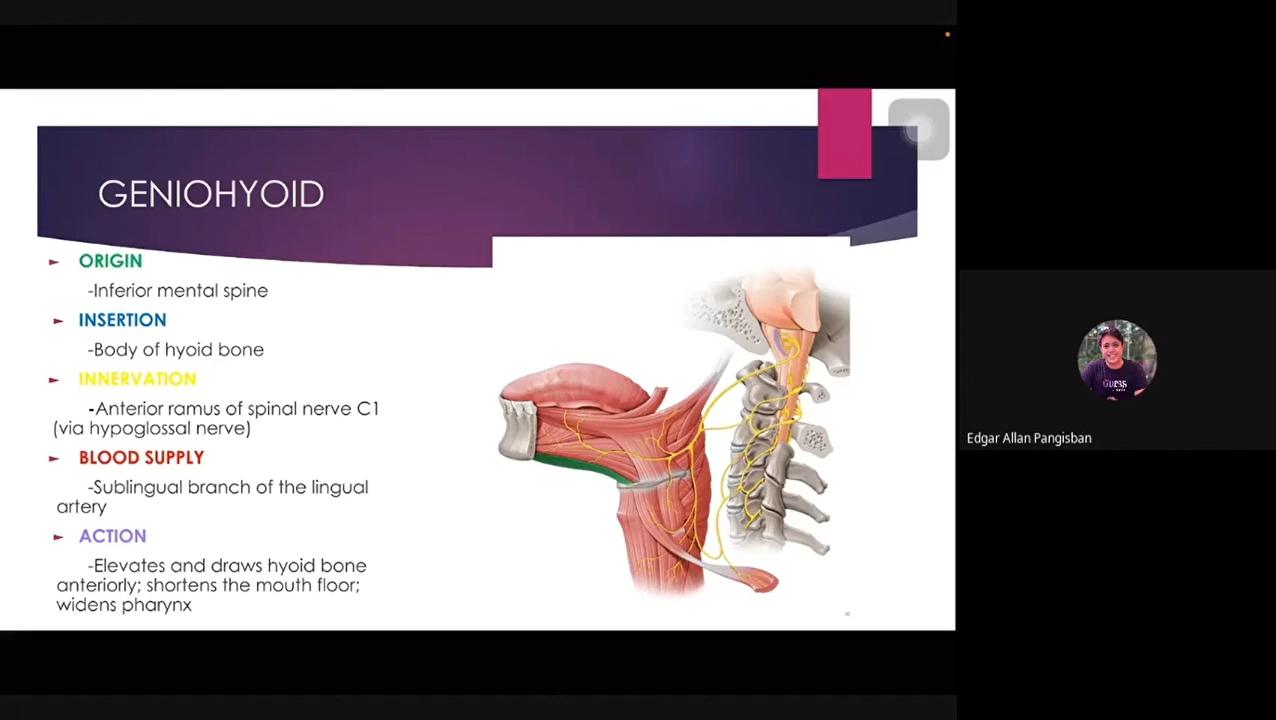 GENIOHYOID
► ORIGIN
-Inferior mental spine
► INSERTION
-Body of hyoid bone
► INNERVATION
-Anterior ramus of spinal nerve C1
(via hypoglossal nerve)
► BLOOD SUPPLY
-Sublingual branch of the lingual
artery
► ACTION
-Elevates and draws hyoid bone
anteriorly; shortens the mouth floor;
widens pharynx
GUESS
Edgar Allan Pangisban